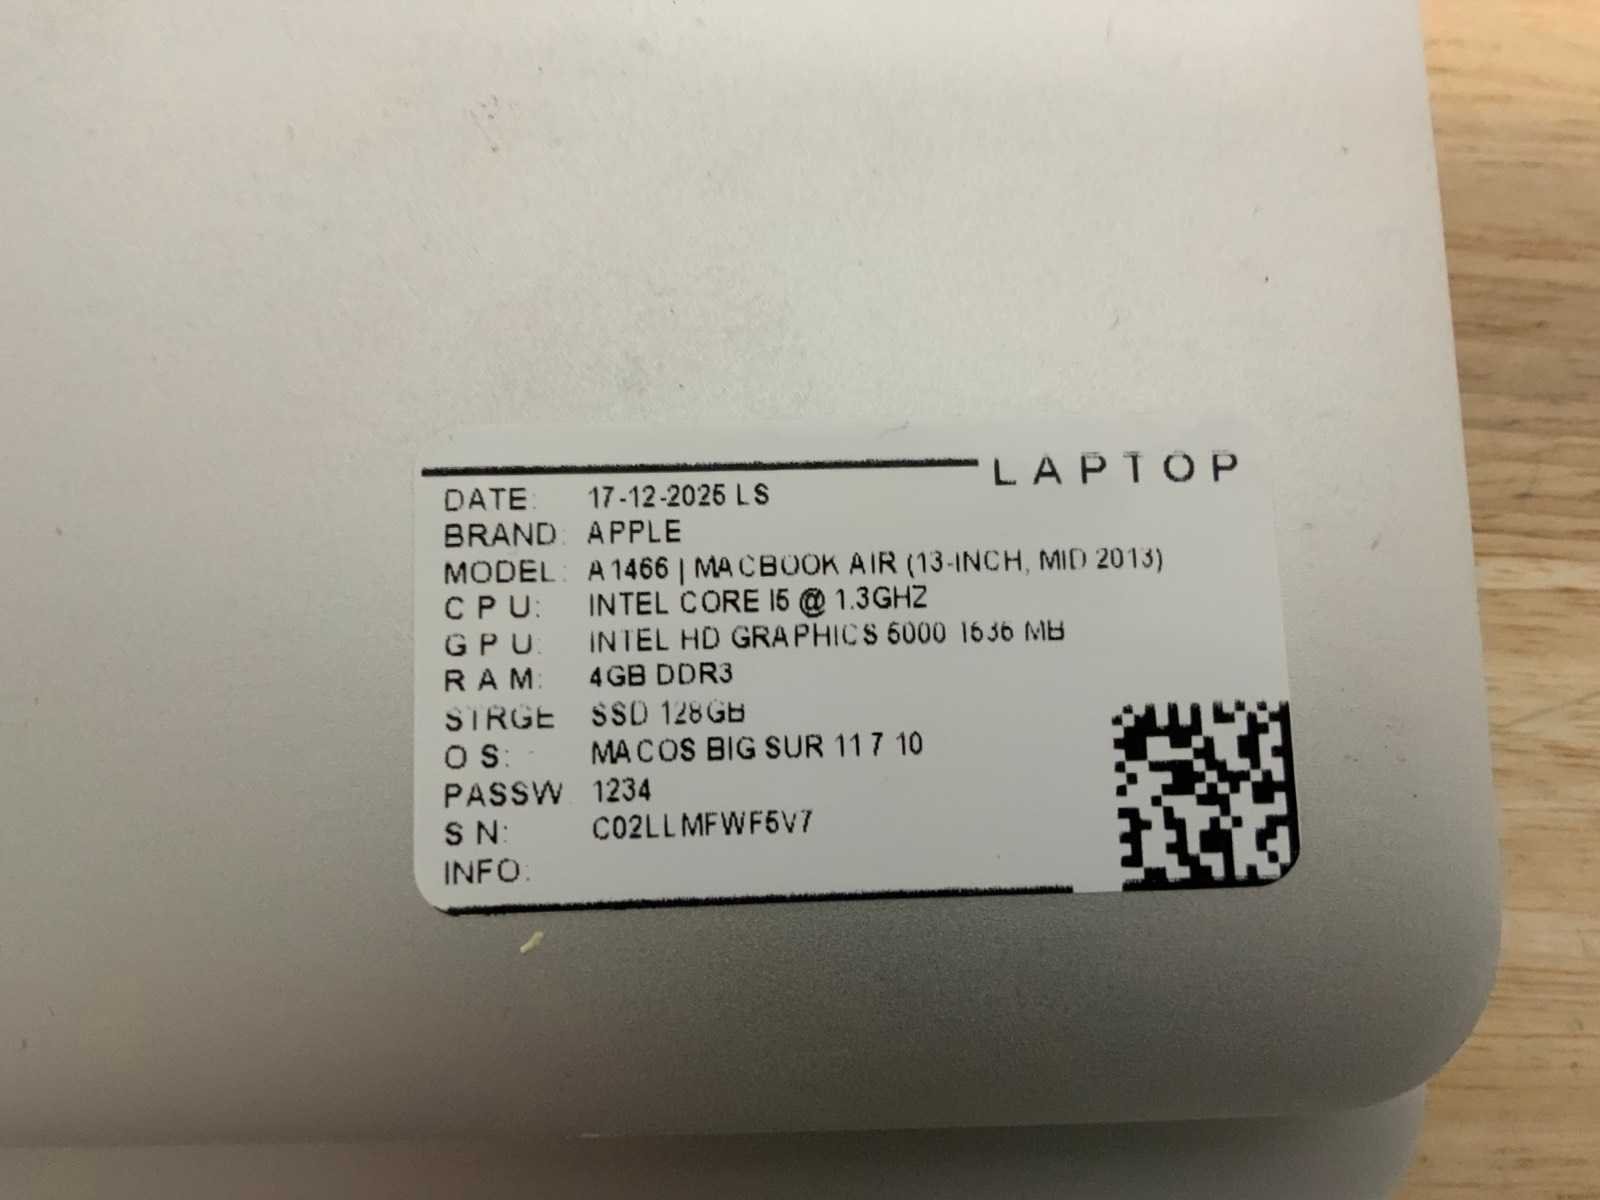 LAPTOP
DATE: 17-12-2025 LS
BRAND: APPLE
MODEL: A1466 | MACBOOK AIR (13-INCH, MID 2013)
CPU: INTEL CORE I5 @ 1.3GHZ
GPU: INTEL HD GRAPHICS 5000 1536 MB
RAM: 4GB DDR3
STRGE SSD 128GB
OS: MACOS BIG SUR 11 7 10
PASSW 1234
SN: C02LLMFWF5V7
INFO: